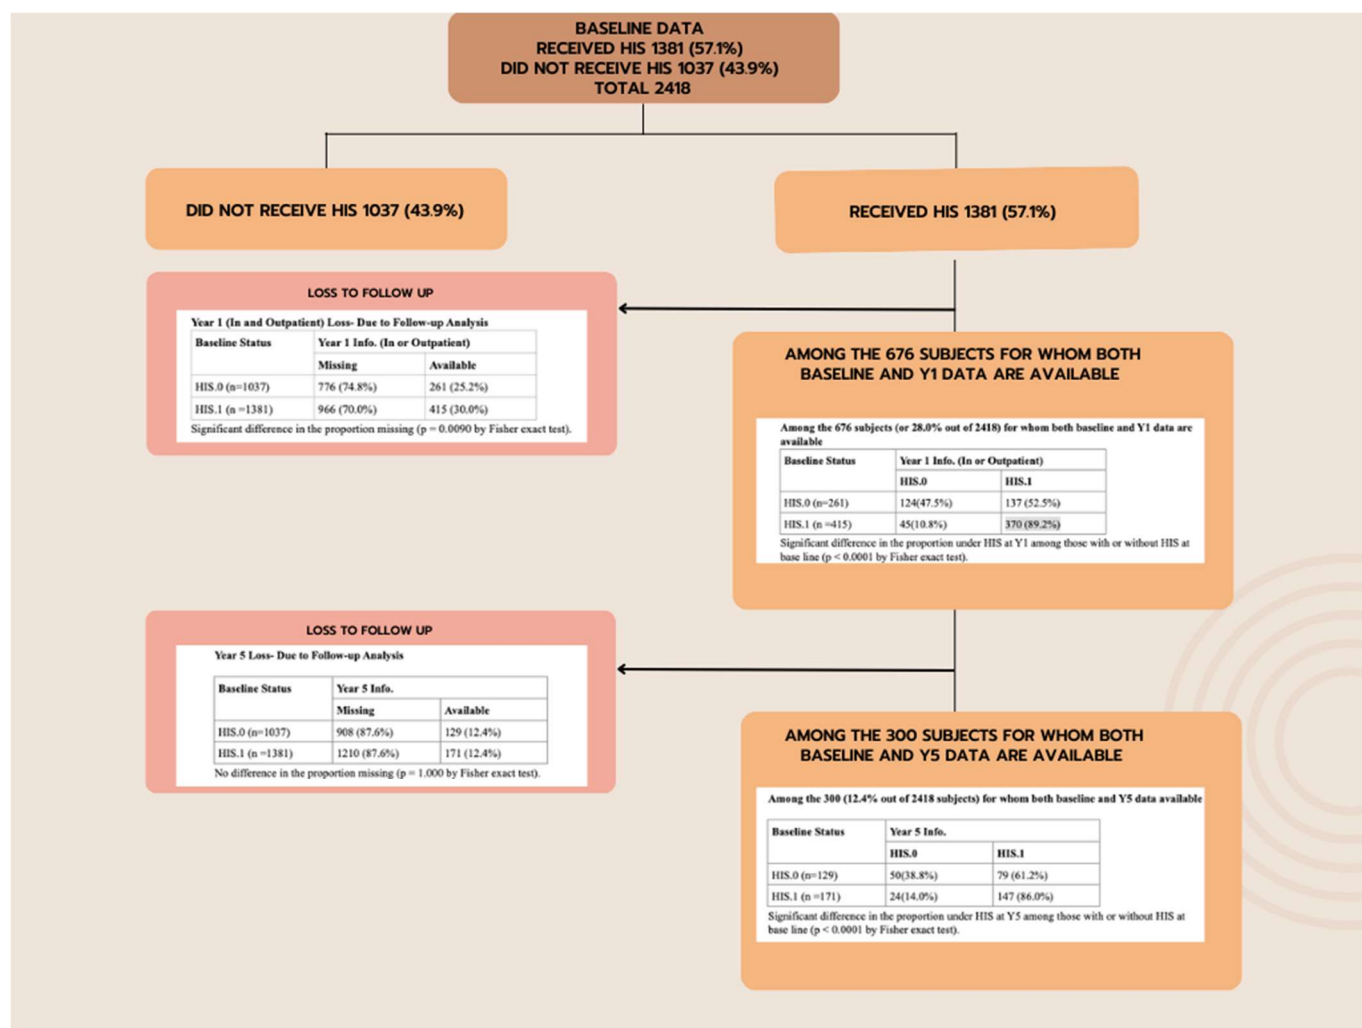 BASELINE DATA
RECEIVED HIS 1381 (57.1%)
DID NOT RECEIVE HIS 1037 (43.9%)
TOTAL 2418
DID NOT RECEIVE HIS 1037 (43.9%)
RECEIVED HIS 1381 (57.1%)
LOSS TO FOLLOW UP
Year 1 (In and Outpatient) Loss- Due to Follow-up Analysis
Baseline Status Year 1 Info. (In or Outpatient)
Missing Available
HIS.0 (n=1037) 776 (74.8%) 261 (25.2%)
HIS.1 (n =1381) 966 (70.0%) 415 (30.0%)
Significant difference in the proportion missing (p = 0.0090 by Fisher exact test).
AMONG THE 676 SUBJECTS FOR WHOM BOTH
BASELINE AND Y1 DATA ARE AVAILABLE
Among the 676 subjects (or 28.0% out of 2418) for whom both baseline and Y1 data are
available
Baseline Status Year 1 Info. (In or Outpatient)
HIS.0 HIS.1
HIS.0 (n=261) 124(47.5%) 137 (52.5%)
HIS.1 (n =415) 45(10.8%) 370 (89.2%)
Significant difference in the proportion under HIS at Y1 among those with or without HIS at
base line (p < 0.0001 by Fisher exact test).
LOSS TO FOLLOW UP
Year 5 Loss- Due to Follow-up Analysis
Baseline Status Year 5 Info.
Missing Available
HIS.0 (n=1037) 908 (87.6%) 129 (12.4%)
HIS.1 (n =1381) 1210 (87.6%) 171 (12.4%)
No difference in the proportion missing (p = 1.000 by Fisher exact test).
AMONG THE 300 SUBJECTS FOR WHOM BOTH
BASELINE AND Y5 DATA ARE AVAILABLE
Among the 300 (12.4% out of 2418 subjects) for whom both baseline and Y5 data available
Baseline Status Year 5 Info.
HIS.0 HIS.1
HIS.0 (n=129) 50(38.8%) 79 (61.2%)
HIS.1 (n =171) 24(14.0%) 147 (86.0%)
Significant difference in the proportion under HIS at Y5 among those with or without HIS at
base line (p < 0.0001 by Fisher exact test).